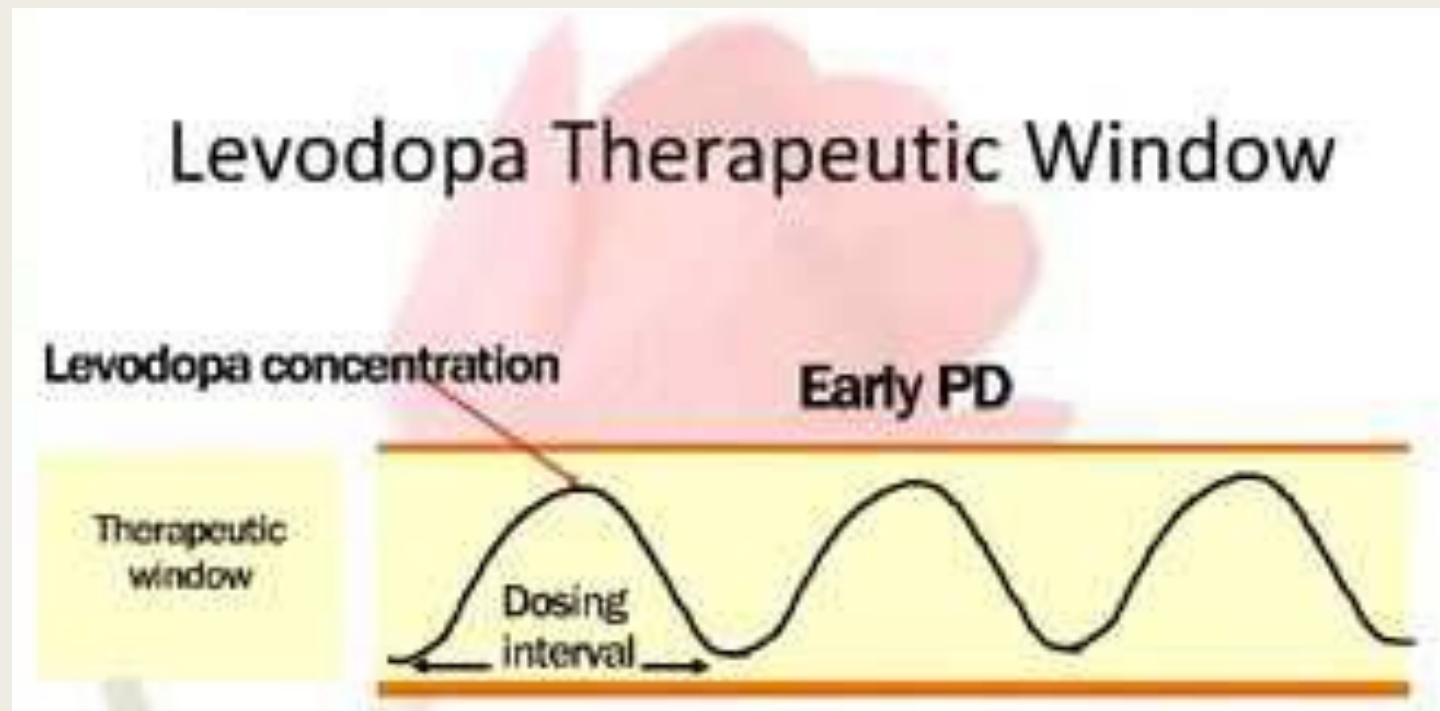 Levodopa Therapeutic Window
Levodopa concentration
Early PD
Therapeutic
window
Dosing
interval